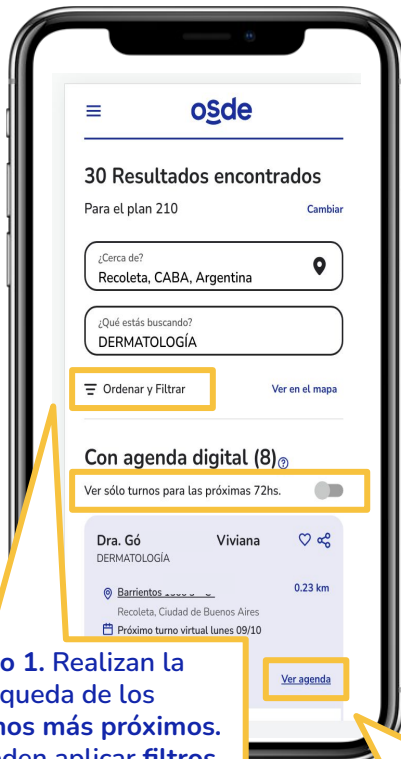 osde
30 Resultados encontrados
Para el plan 210 Cambiar
¿Cerca de?
Recoleta, CABA, Argentina
¿Qué estás buscando?
DERMATOLOGÍA
Ordenar y Filtrar Ver en el mapa
Con agenda digital (8)
Ver sólo turnos para las próximas 72hs.
Dra. Gó Viviana
DERMATOLOGÍA
Barrientos 0.23 km
Recoleta, Ciudad de Buenos Aires
Próximo turno virtual lunes 09/10
Ver agenda
o 1. Realizan la
queda de los
nos más próximos.
den aplicar filtros